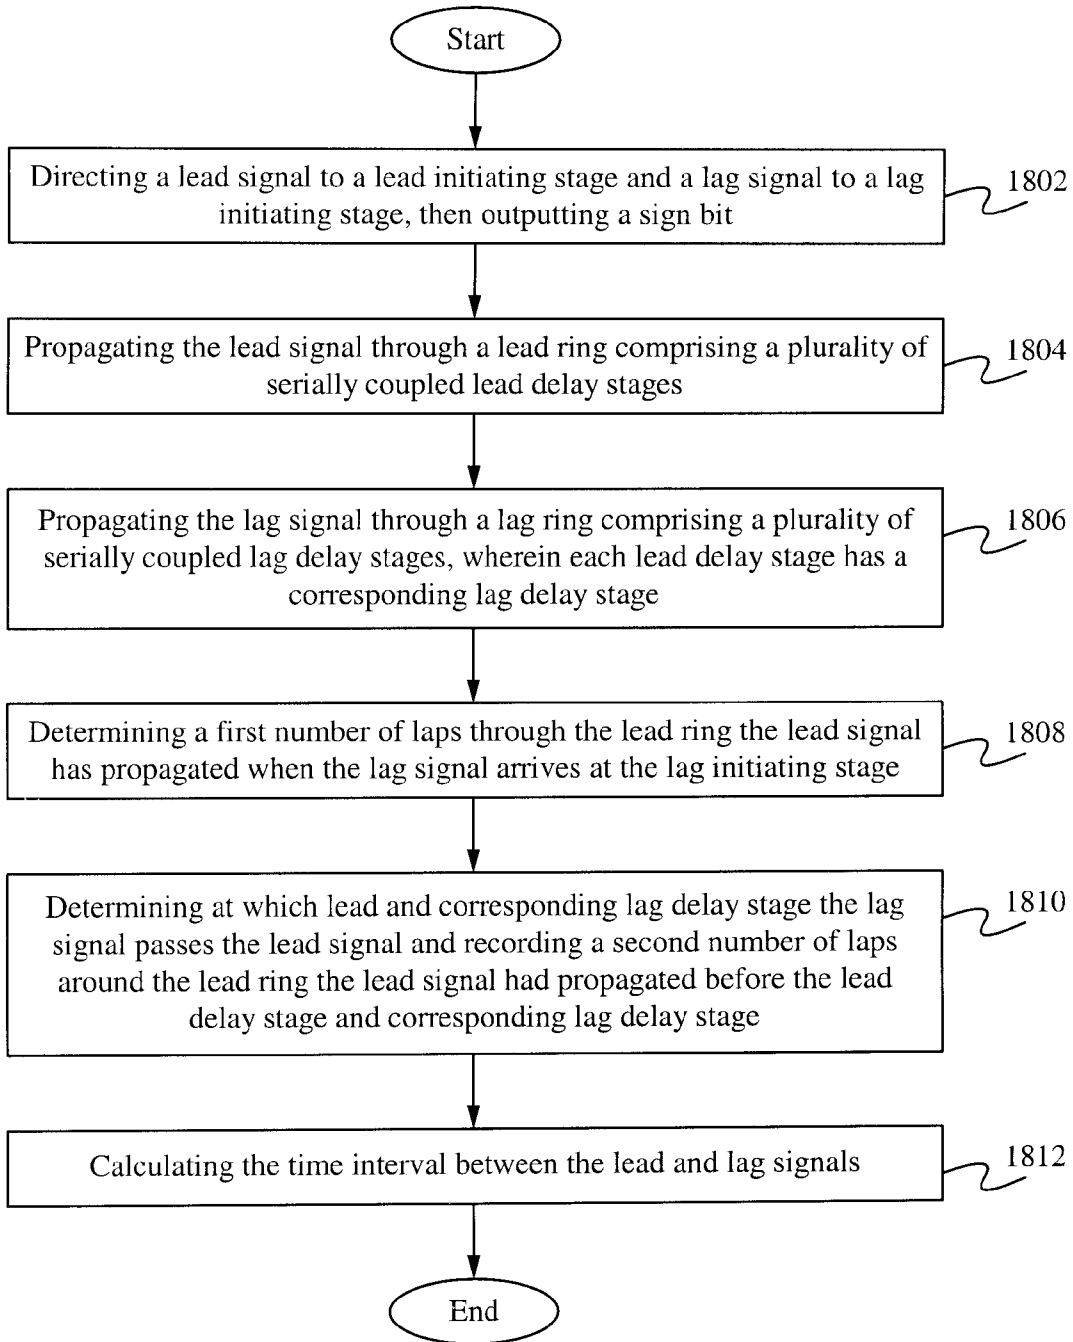 Start
Directing a lead signal to a lead initiating stage and a lag signal to a lag
initiating stage, then outputting a sign bit
1802
Propagating the lead signal through a lead ring comprising a plurality of
serially coupled lead delay stages
1804
Propagating the lag signal through a lag ring comprising a plurality of
serially coupled lag delay stages, wherein each lead delay stage has a
corresponding lag delay stage
1806
Determining a first number of laps through the lead ring the lead signal
has propagated when the lag signal arrives at the lag initiating stage
1808
Determining at which lead and corresponding lag delay stage the lag
signal passes the lead signal and recording a second number of laps
around the lead ring the lead signal had propagated before the lead
delay stage and corresponding lag delay stage
1810
Calculating the time interval between the lead and lag signals
1812
End